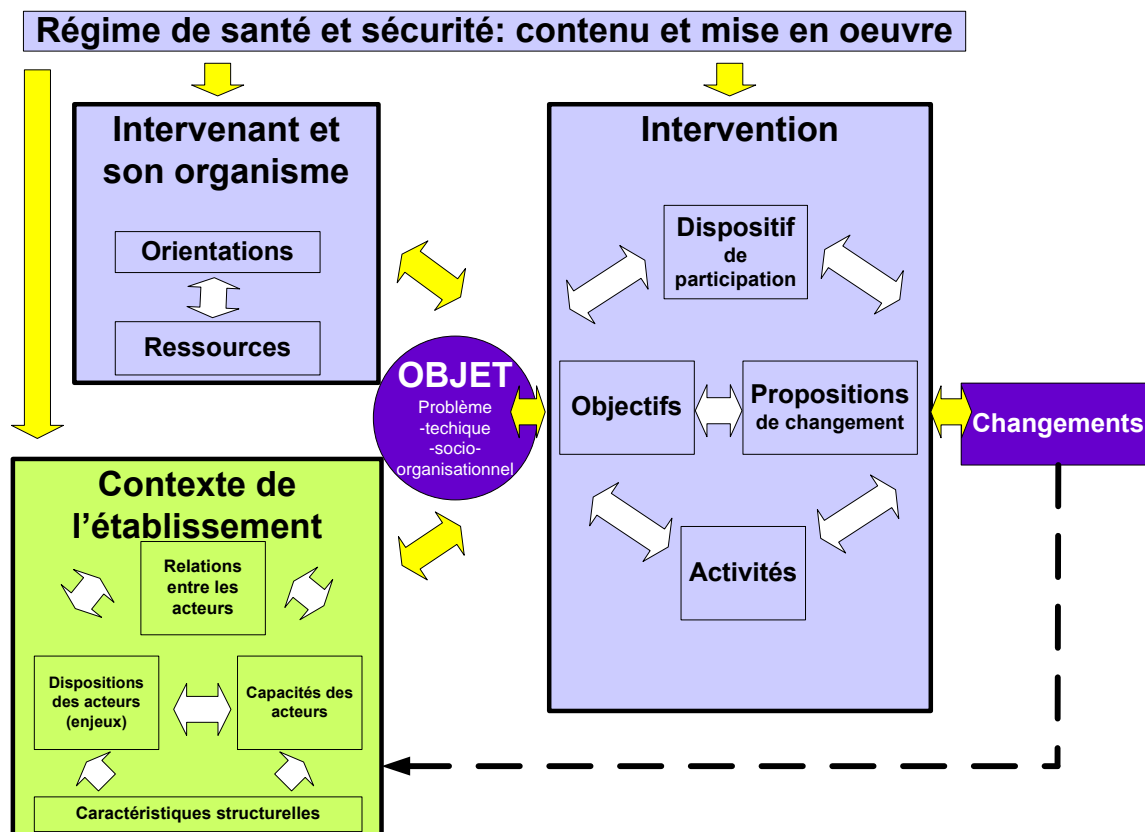 Régime de santé et sécurité: contenu et mise en oeuvre
Intervenant et
son organisme
Orientations
Ressources
Intervention
Dispositif
de
participation
Objectifs
Propositions
de changement
Activités
OBJET
Problème
-techique
-socio-
organisationnel
Changements
Contexte de
l’établissement
Relations
entre les
acteurs
Dispositions
des acteurs
(enjeux)
Capacités des
acteurs
Caractéristiques structurelles